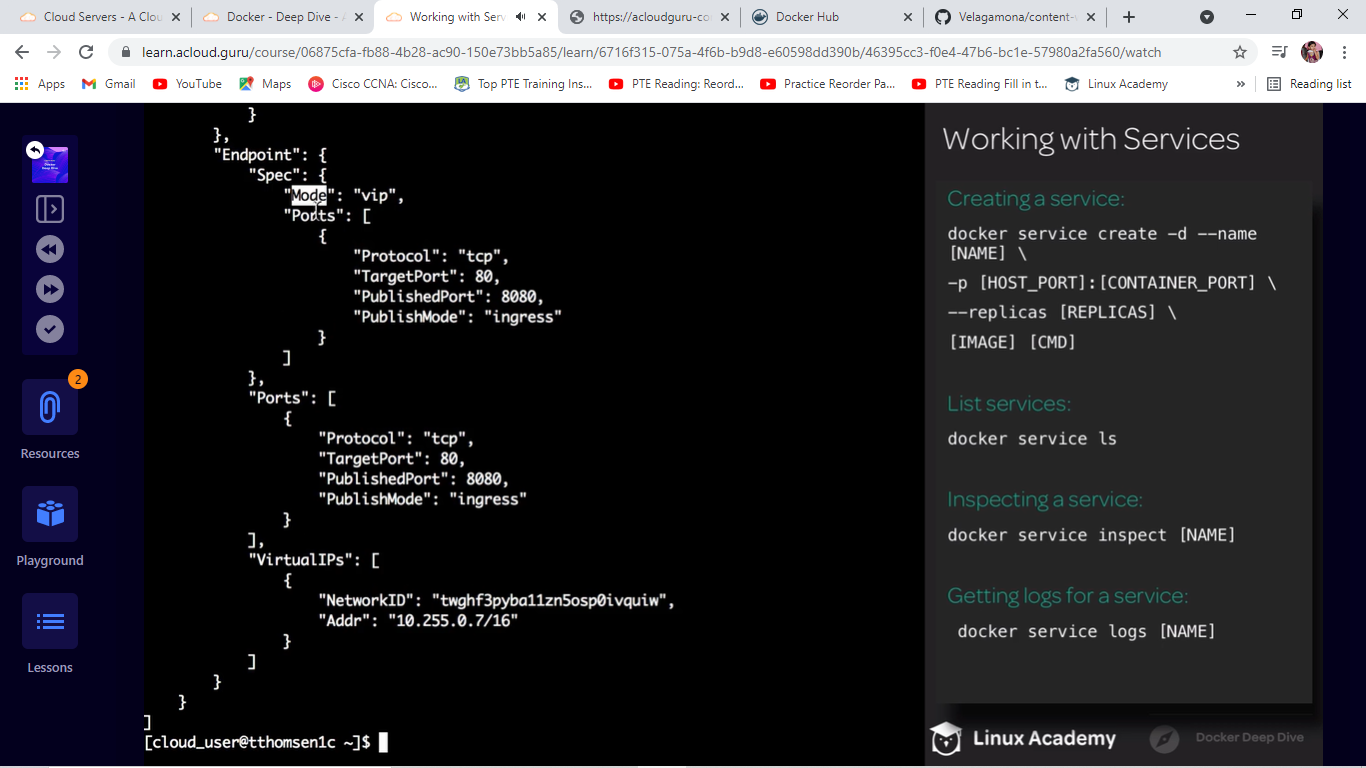 Cloud Servers - A Clou
Docker - Deep Dive - A
Working with Serv
https://acloudguru-co
Docker Hub
Velagamona/content-
learn.acloud.guru/course/06875cfa-fb88-4b28-ac90-150e73bb5a85/learn/6716f315-075a-4f6b-b9d8-e60598dd390b/46395cc3-f0e4-47b6-bc1e-57980a2fa560/watch
Apps
Gmail
YouTube
Maps
Cisco CCNA: Cisco...
Top PTE Training Ins...
PTE Reading: Reord...
Practice Reorder Pa...
PTE Reading Fill in t...
Linux Academy
»
Reading list
2
Resources
Playground
Lessons
}
},
"Endpoint": {
"Spec": {
"Mode": "vip",
"Ports": [
{
"Protocol": "tcp",
"TargetPort": 80,
"PublishedPort": 8080,
"PublishMode": "ingress"
}
]
},
"Ports": [
{
"Protocol": "tcp",
"TargetPort": 80,
"PublishedPort": 8080,
"PublishMode": "ingress"
}
],
"VirtualIPs": [
{
"NetworkID": "twghf3pyba11zn5osp0ivquiw",
"Addr": "10.255.0.7/16"
}
]
}
}
]
[cloud_user@tthomsen1c ~]$
Working with Services
Creating a service:
docker service create -d --name
[NAME] \
-p [HOST_PORT]:[CONTAINER_PORT] \
--replicas [REPLICAS] \
[IMAGE] [CMD]
List services:
docker service ls
Inspecting a service:
docker service inspect [NAME]
Getting logs for a service:
docker service logs [NAME]
Linux Academy
Docker Deep Dive